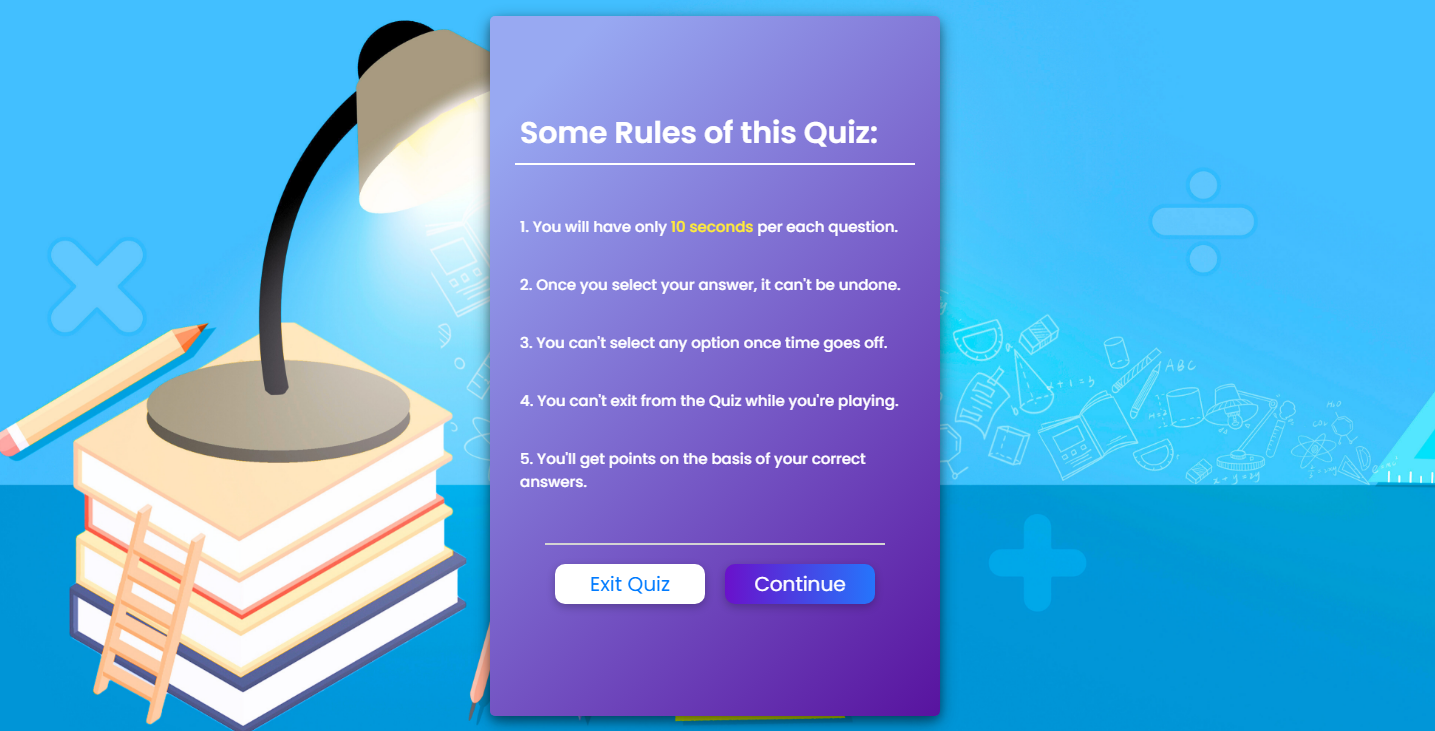 Some Rules of this Quiz:
1. You will have only 10 seconds per each question.
2. Once you select your answer, it can't be undone.
3. You can't select any option once time goes off.
4. You can't exit from the Quiz while you're playing.
5. You'll get points on the basis of your correct
answers.
Exit Quiz
Continue
ABC